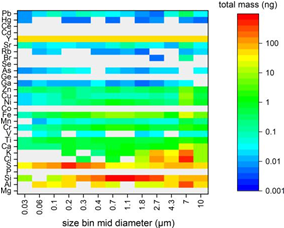 total mass (ng)
Pb
Hg
Ce
Cd
Y
Sr
Rb
Br
Se
As
Ge
Ga
Zn
Cu
Ni
Co
Fe
Mn
Cr
V
Ti
Ca
K
Cl
S
P
Si
Al
Mg
100
10
1
0.1
0.01
0.001
0.03 0.06 0.1 0.2 0.3 0.4 0.7 1.1 1.8 2.7 4.3 7 10
size bin mid diameter (μm)